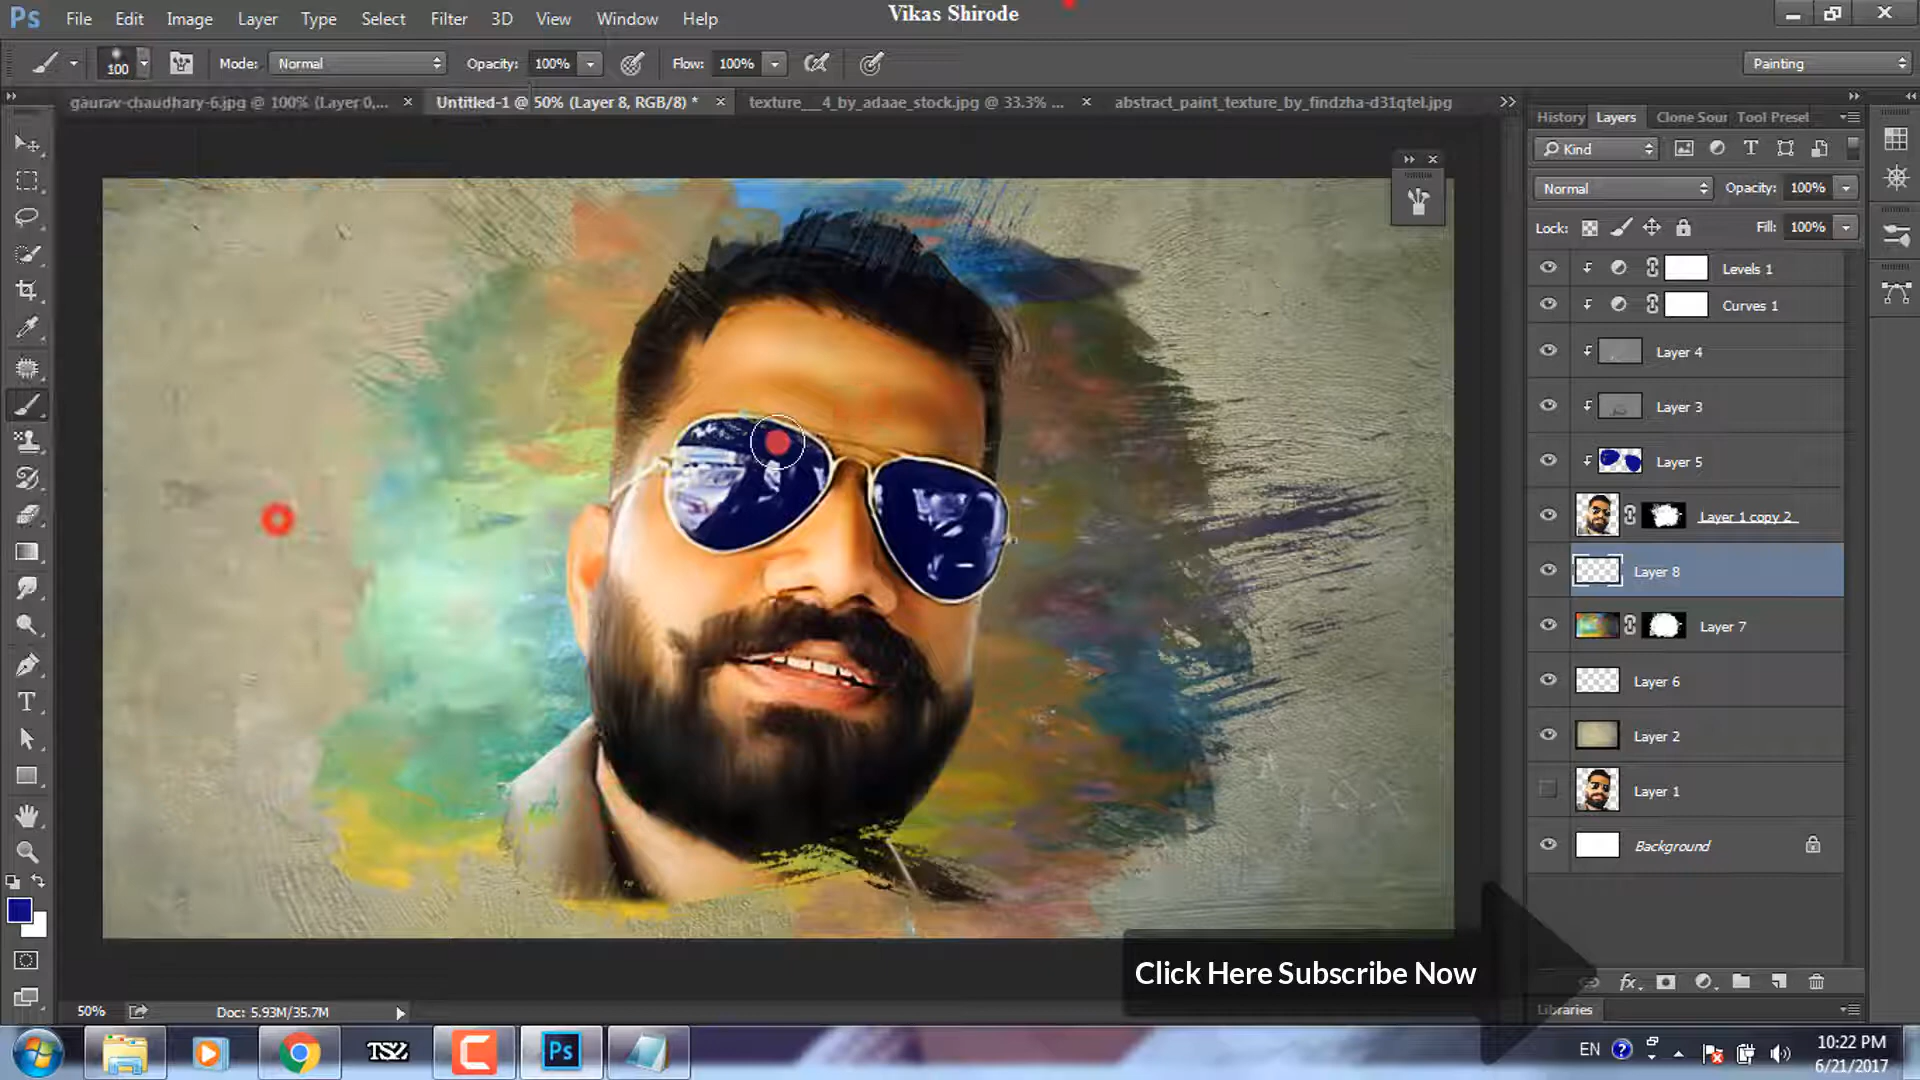 Ps File Edit Image Layer Type Select Filter 3D View Window Help
Vikas Shirode
100 Mode: Normal Opacity: 100% Flow: 100% Painting
gaurav-chaudhary-6.jpg @ 100% (Layer 0,... × Untitled-1 @ 50% (Layer 8, RGB/8) * × texture__4_by_adaae_stock.jpg @ 33.3% ... × abstract_paint_texture_by_findzha-d31qtel.jpg
History Layers Clone Sour Tool Preset
Kind
Normal Opacity: 100%
Lock: Fill: 100%
Levels 1
Curves 1
Layer 4
Layer 3
Layer 5
Layer 1 copy 2
Layer 8
Layer 7
Layer 6
Layer 2
Layer 1
Background
Click Here Subscribe Now
fx
Libraries
50% Doc: 5.93M/35.7M
Ps
EN
10:22 PM
6/21/2017